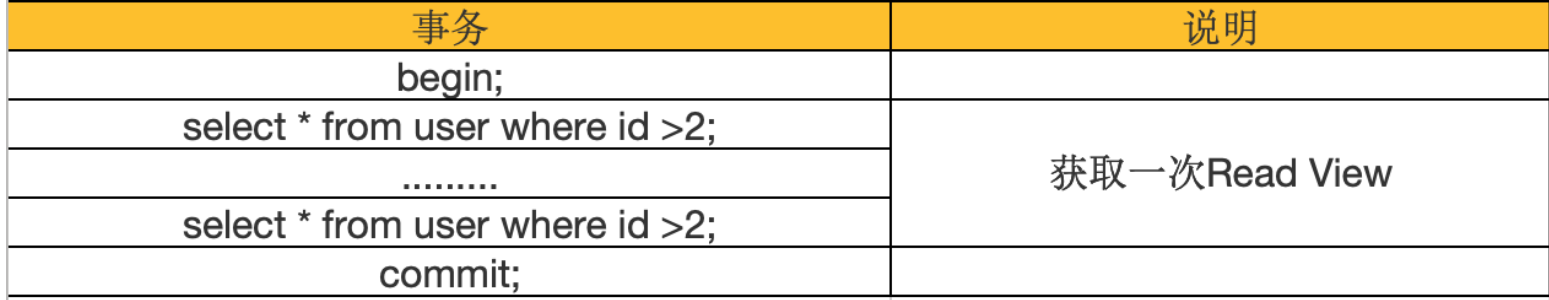 事务 说明
begin;
select * from user where id >2;
获取一次Read View
.........
select * from user where id >2;
commit;